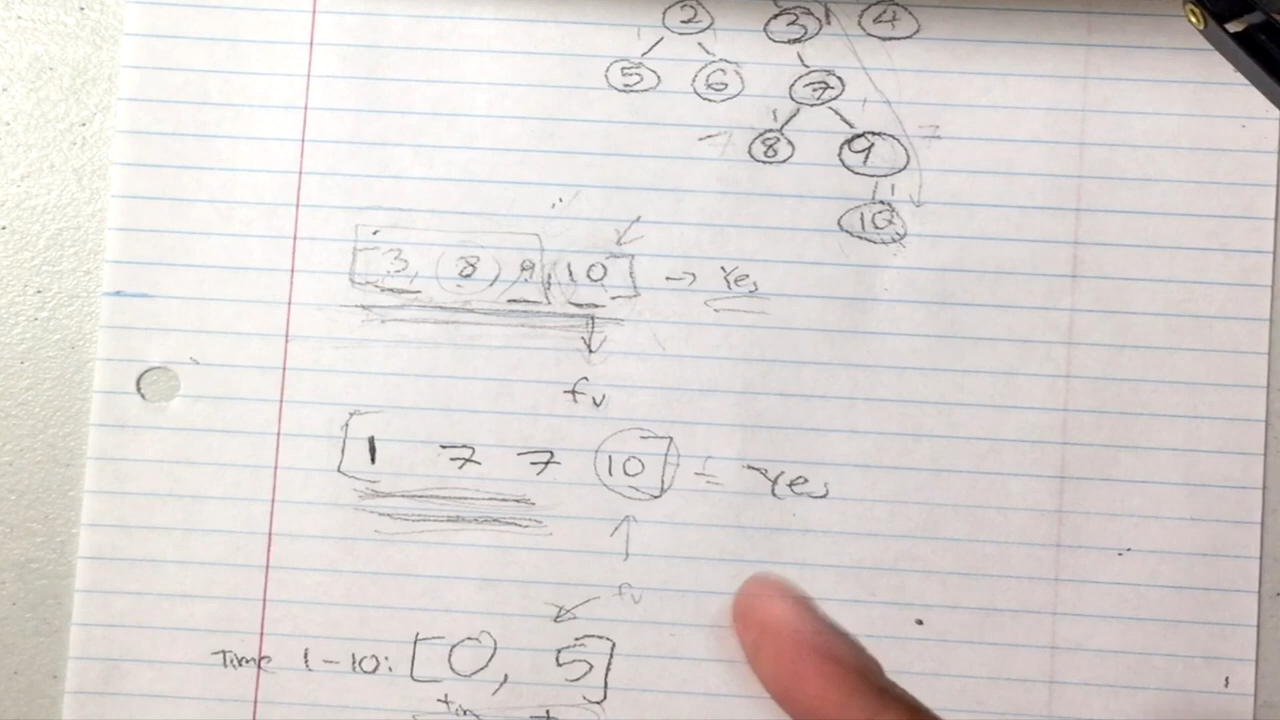 2 3 4
5 6 7
8 9
10
[3, 8, 9, 10] → Yes
fv
[1 7 7 10] = Yes
fv
Time 1-10: [0, 5]
tin